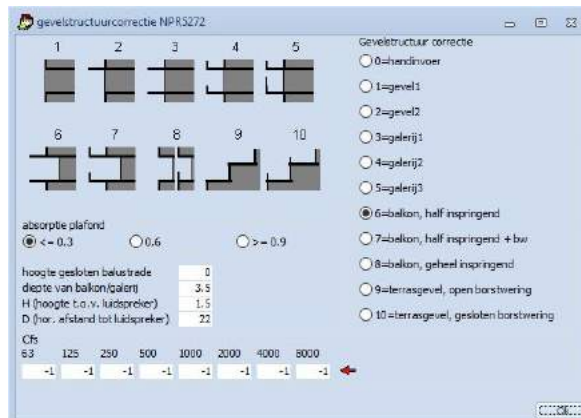 gevelstructuurcorrectie NPR5272
1 2 3 4 5
6 7 8 9 10
absorptie plafond
<= 0.3 0.6 >= 0.9
hoogte gesloten balustrade 0
diepte van balkon/galerij 3.5
H (hoogte t.o.v. luidspreker) 1.5
D (hor. afstand tot luidspreker) 22
Cfs
63 125 250 500 1000 2000 4000 8000
-1 -1 -1 -1 -1 -1 -1 -1
Gevelstructuur correctie
0=handinvoer
1=gevel1
2=gevel2
3=galerij1
4=galerij2
5=galerij3
6=balkon, half inspringend
7=balkon, half inspringend + bw
8=balkon, geheel inspringend
9=terrasgevel, open borstwering
10=terrasgevel, gesloten borstwering